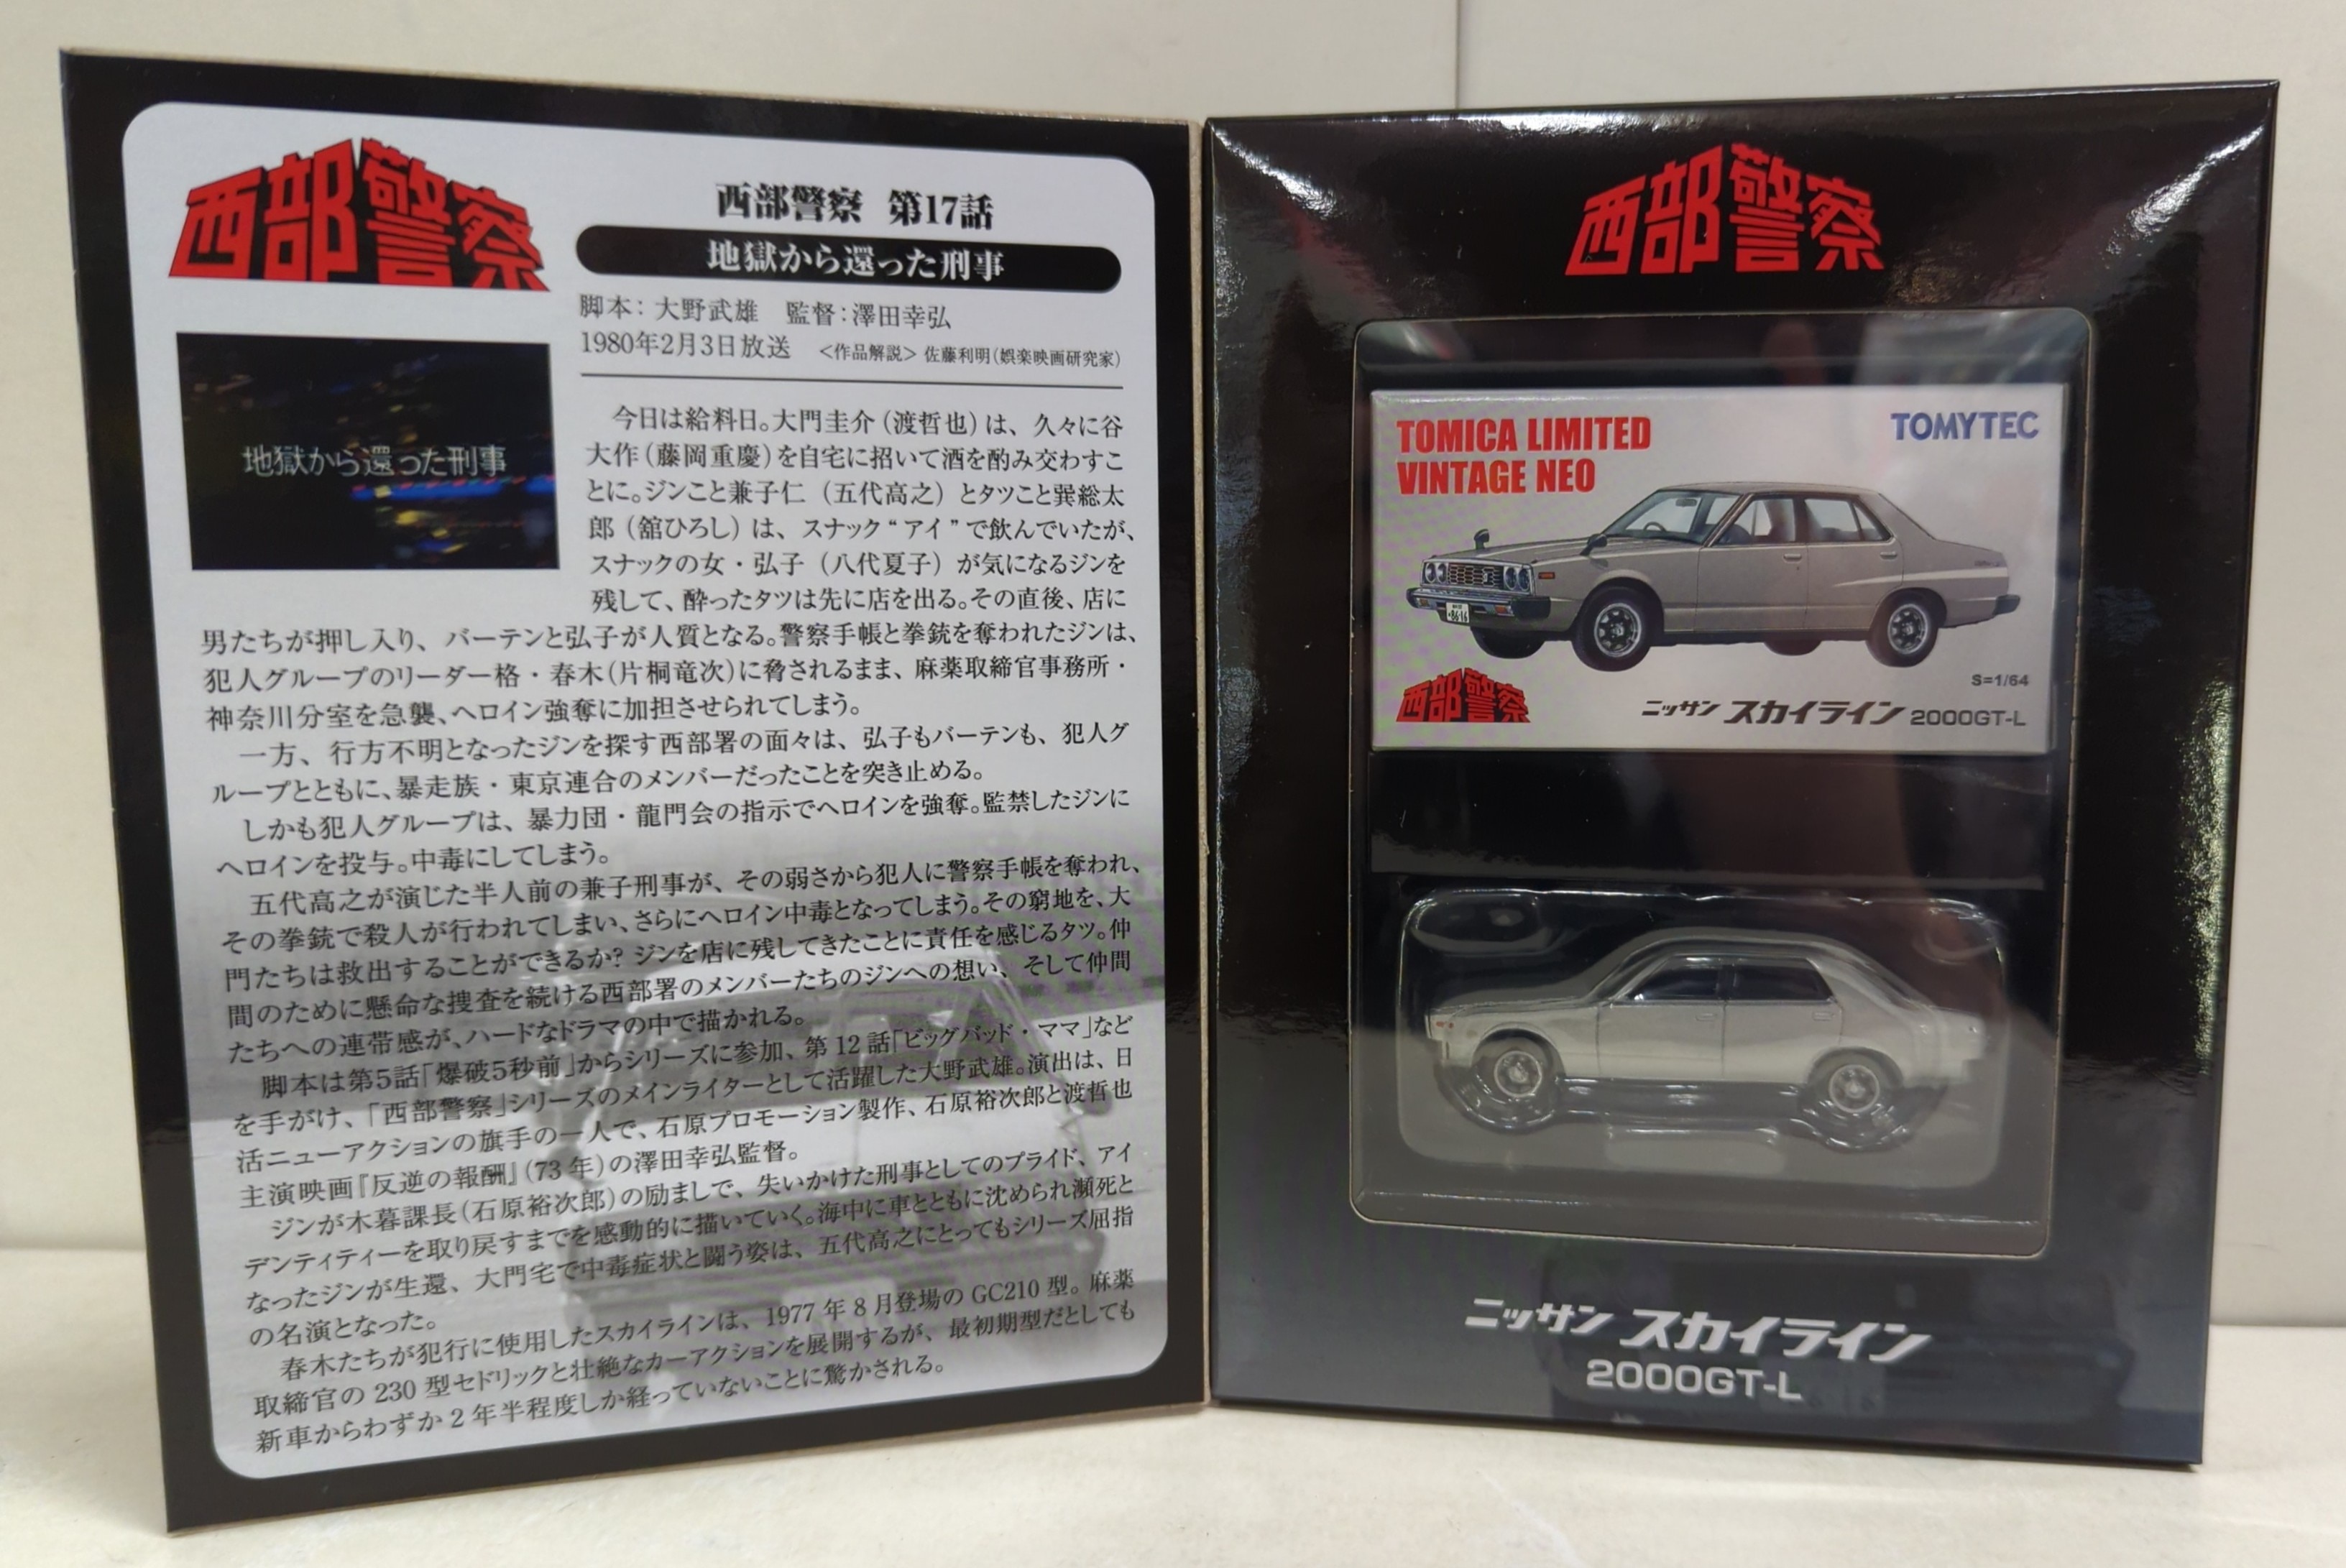 西部警察
西部警察 第17話
地獄から還った刑事
脚本：大野武雄　監督：澤田幸弘
1980年2月3日放送　＜作品解説＞佐藤利明(娯楽映画研究家)
地獄から還った刑事
今日は給料日。大門圭介（渡哲也）は、久々に谷
大作（藤岡重慶）を自宅に招いて酒を酌み交わすこ
とに。ジンこと兼子仁（五代高之）とタツこと巽総太
郎（舘ひろし）は、スナック“アイ”で飲んでいたが、
スナックの女・弘子（八代夏子）が気になるジンを
残して、酔ったタツは先に店を出る。その直後、店に
男たちが押し入り、バーテンと弘子が人質となる。警察手帳と拳銃を奪われたジンは、
犯人グループのリーダー格・春木(片桐竜次)に脅されるまま、麻薬取締官事務所・
神奈川分室を急襲、ヘロイン強奪に加担させられてしまう。
一方、行方不明となったジンを探す西部署の面々は、弘子もバーテンも、犯人グ
ループとともに、暴走族・東京連合のメンバーだったことを突き止める。
しかも犯人グループは、暴力団・龍門会の指示でヘロインを強奪。監禁したジンに
ヘロインを投与。中毒にしてしまう。
五代高之が演じた半人前の兼子刑事が、その弱さから犯人に警察手帳を奪われ、
その拳銃で殺人が行われてしまい、さらにヘロイン中毒となってしまう。その窮地を、大
門たちは救出することができるか? ジンを店に残してきたことに責任を感じるタツ。仲
間のために懸命な捜査を続ける西部署のメンバーたちのジンへの想い、そして仲間
たちへの連帯感が、ハードなドラマの中で描かれる。
脚本は第5話「爆破5秒前」からシリーズに参加、第12話「ビッグバッド・ママ」など
を手がけ、「西部警察」シリーズのメインライターとして活躍した大野武雄。演出は、日
活ニューアクションの旗手の一人で、石原プロモーション製作、石原裕次郎と渡哲也
主演映画『反逆の報酬』(73年)の澤田幸弘監督。
ジンが木暮課長(石原裕次郎)の励ましで、失いかけた刑事としてのプライド、アイ
デンティティーを取り戻すまでを感動的に描いていく。海中に車とともに沈められ瀕死と
なったジンが生還、大門宅で中毒症状と闘う姿は、五代高之にとってもシリーズ屈指
の名演となった。
春木たちが犯行に使用したスカイラインは、1977年8月登場のGC210型。麻薬
取締官の230型セドリックと壮絶なカーアクションを展開するが、最初期型だとしても
新車からわずか2年半程度しか経っていないことに驚かされる。
西部警察
TOMICA LIMITED
VINTAGE NEO
TOMYTEC
8616
S=1/64
西部警察
ニッサン スカイライン 2000GT-L
ニッサン スカイライン
2000GT-L